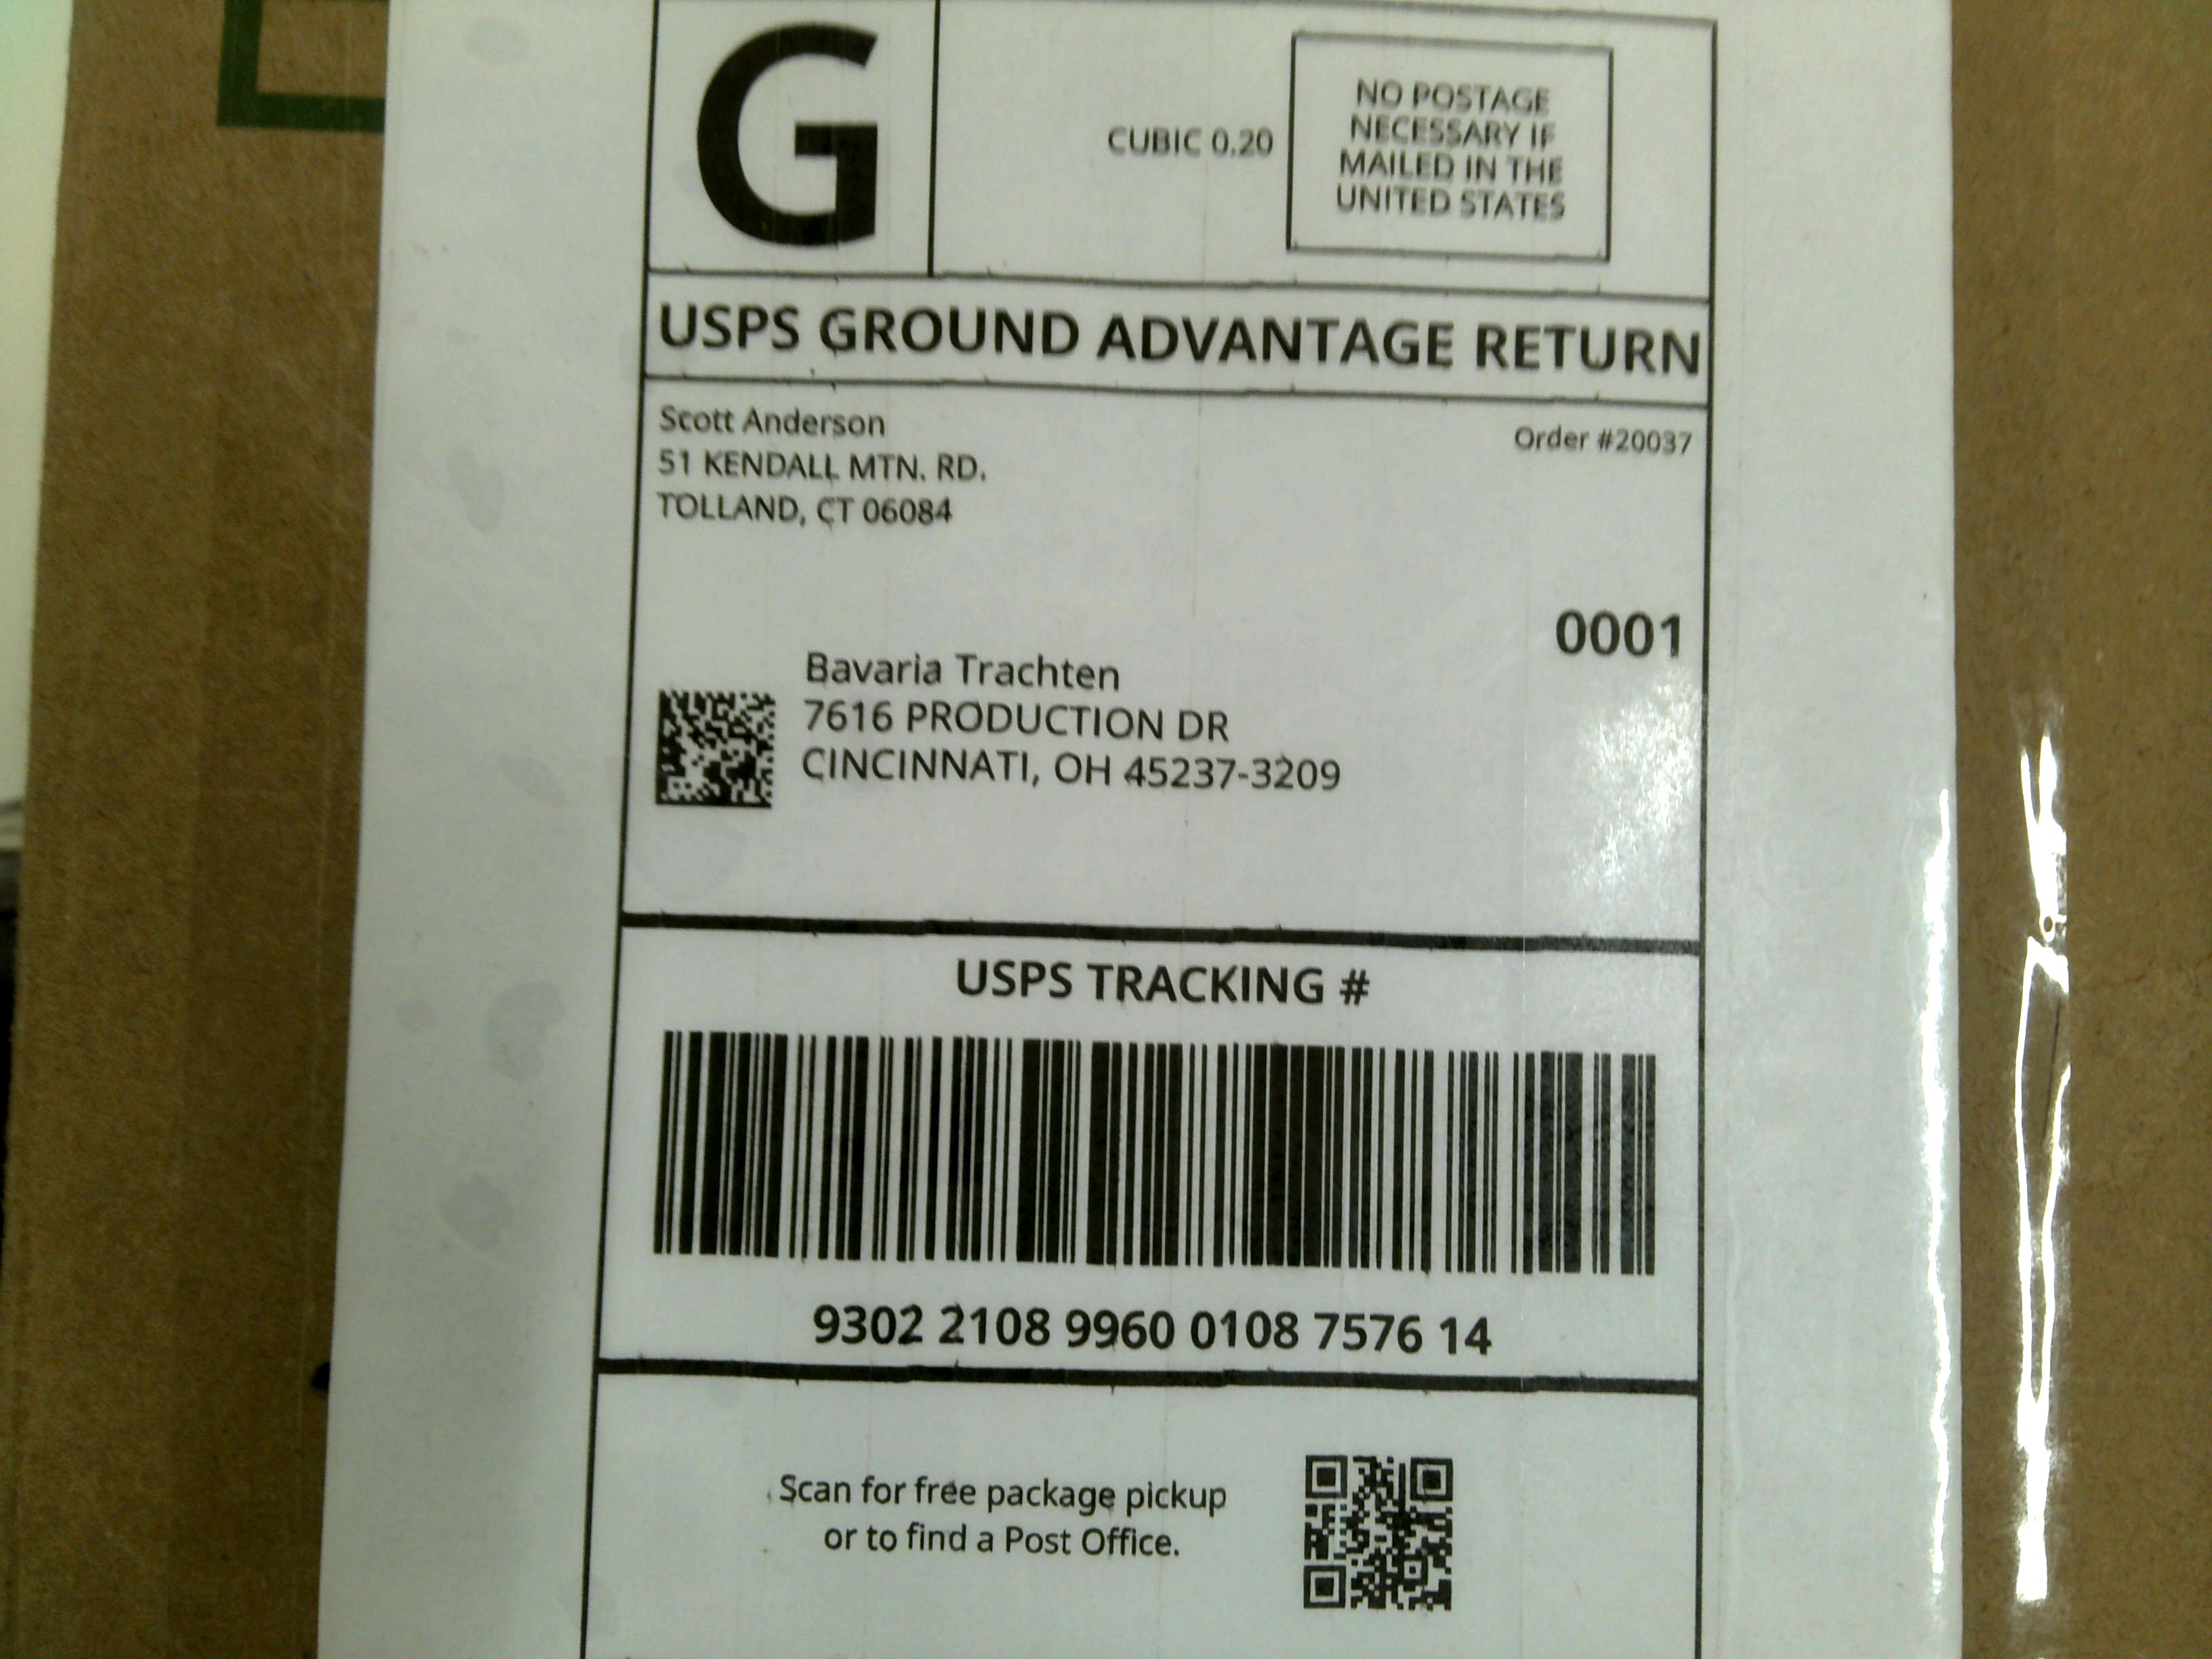 G
CUBIC 0.20
NO POSTAGE
NECESSARY IF
MAILED IN THE
UNITED STATES
USPS GROUND ADVANTAGE RETURN
Scott Anderson
51 KENDALL MTN. RD.
TOLLAND, CT 06084
Order #20037
0001
Bavaria Trachten
7616 PRODUCTION DR
CINCINNATI, OH 45237-3209
USPS TRACKING #
9302 2108 9960 0108 7576 14
Scan for free package pickup
or to find a Post Office.